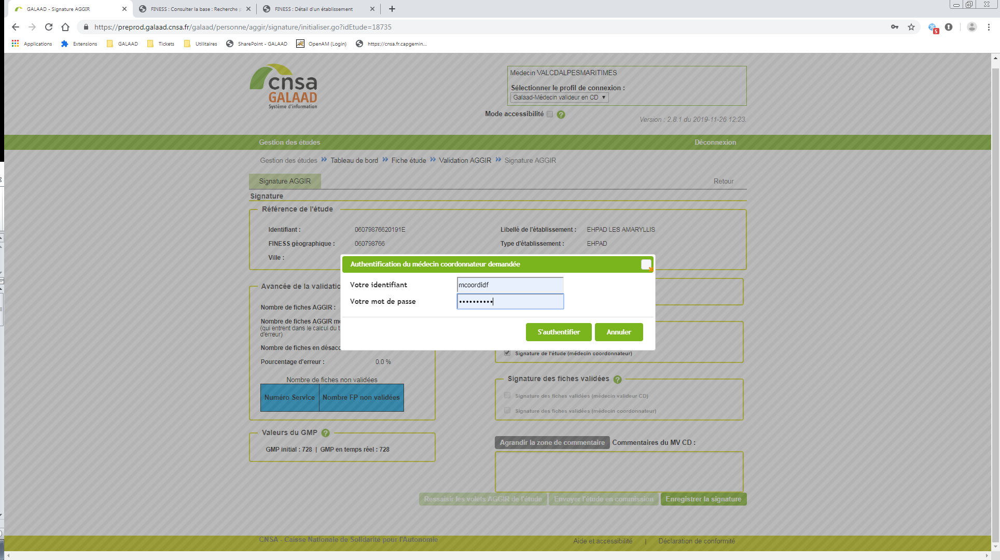 GALAAD - Signature AGGIR
FINESS : Consulter la base : Recherche
FINESS : Détail d'un établissement
https://preprod.galaad.cnsa.fr/galaad/personne/aggir/signature/initialiser.go?idEtude=18735
5
Applications
Extensions
GALAAD
Tickets
Utilitaires
SharePoint - GALAAD
OpenAM (Login)
https://cnsa.fr.capgemin...
cnsa
GALAAD
Système d'information
Medecin VALCDALPESMARITIMES
Sélectionner le profil de connexion :
Galaad-Médecin valideur en CD
Mode accessibilité
?
Version : 2.8.1 du 2019-11-26 12:23.
Gestion des études
Déconnexion
Gestion des études » Tableau de bord » Fiche étude » Validation AGGIR » Signature AGGIR
Signature AGGIR
Retour
Signature
Référence de l'étude
Identifiant : 06079876620191E
Libellé de l'établissement : EHPAD LES AMARYLLIS
FINESS géographique : 060798766
Type d'établissement : EHPAD
Ville :
Authentification du médecin coordonnateur demandée
Votre identifiant
mcoordidf
Votre mot de passe
••••••••••
S'authentifier
Annuler
Avancée de la validatio
Nombre de fiches AGGIR :
Nombre de fiches AGGIR
(qui entrent dans le calcul du
d'erreur)
Nombre de fiches en désacc
Pourcentage d'erreur : 0.0 %
Nombre de fiches non validées
Numéro Service
Nombre FP non validées
Valeurs du GMP ?
GMP initial : 728 | GMP en temps réel : 728
Signature de l'étude (médecin coordonnateur)
Signature des fiches validées ?
Signature des fiches validées (médecin valideur CD)
Signature des fiches validées (médecin coordonnateur)
Agrandir la zone de commentaire
Commentaires du MV CD :
Ressaisir les volets AGGIR de l'étude
Envoyer l'étude en commission
Enregistrer la signature
CNSA - Caisse Nationale de Solidarité pour l'Autonomie
Aide et accessibilité | Déclaration de conformité